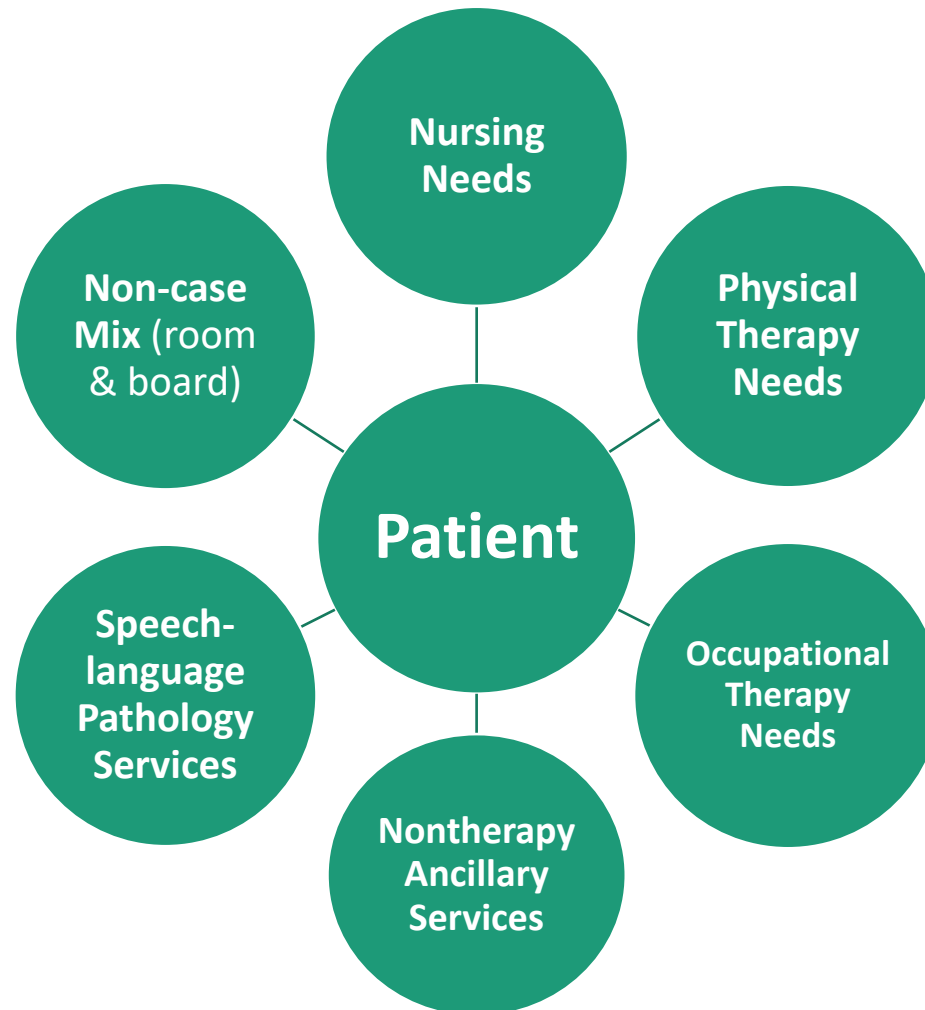 Nursing
Needs
Physical
Therapy
Needs
Occupational
Therapy
Needs
Nontherapy
Ancillary
Services
Speech-
language
Pathology
Services
Non-case
Mix (room
& board)
Patient